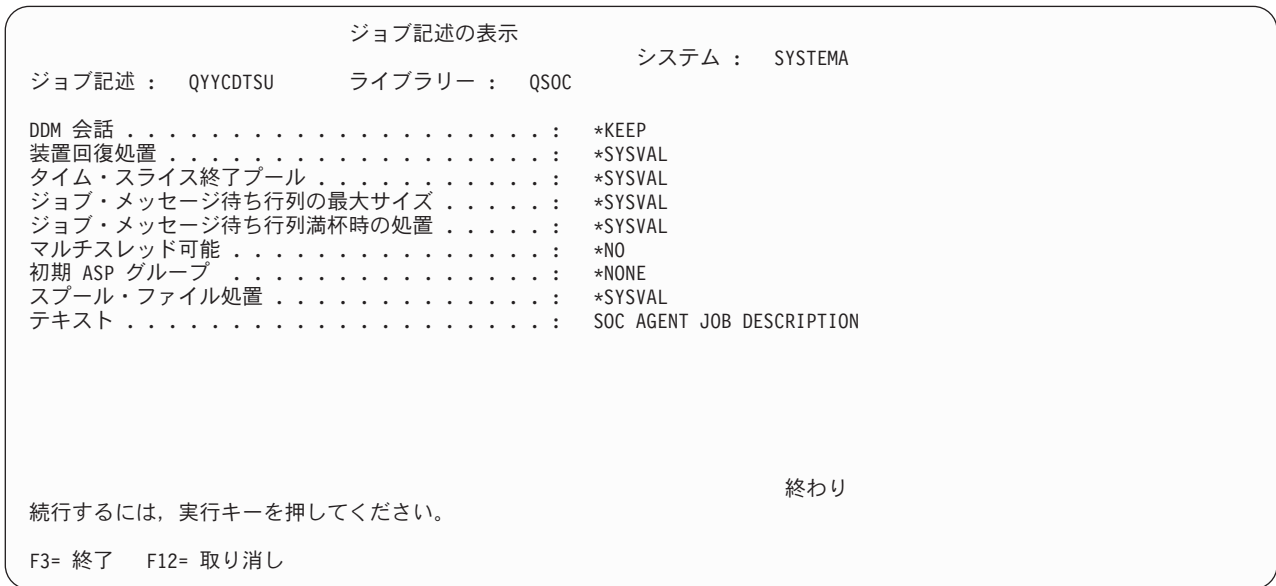 ジョブ記述の表示
システム : SYSTEMA
ジョブ記述 : QYYCDTSU ライブラリー : QSOC
DDM 会話 . . . . . . . . . . . . . . . . . . . . : *KEEP
装置回復処置 . . . . . . . . . . . . . . . . . . : *SYSVAL
タイム・スライス終了プール . . . . . . . . . . . : *SYSVAL
ジョブ・メッセージ待ち行列の最大サイズ . . . . . : *SYSVAL
ジョブ・メッセージ待ち行列満杯時の処置 . . . . . : *SYSVAL
マルチスレッド可能 . . . . . . . . . . . . . . . : *NO
初期 ASP グループ . . . . . . . . . . . . . . . : *NONE
スプール・ファイル処置 . . . . . . . . . . . . . : *SYSVAL
テキスト . . . . . . . . . . . . . . . . . . . . : SOC AGENT JOB DESCRIPTION
終わり
続行するには，実行キーを押してください。
F3= 終了 F12= 取り消し